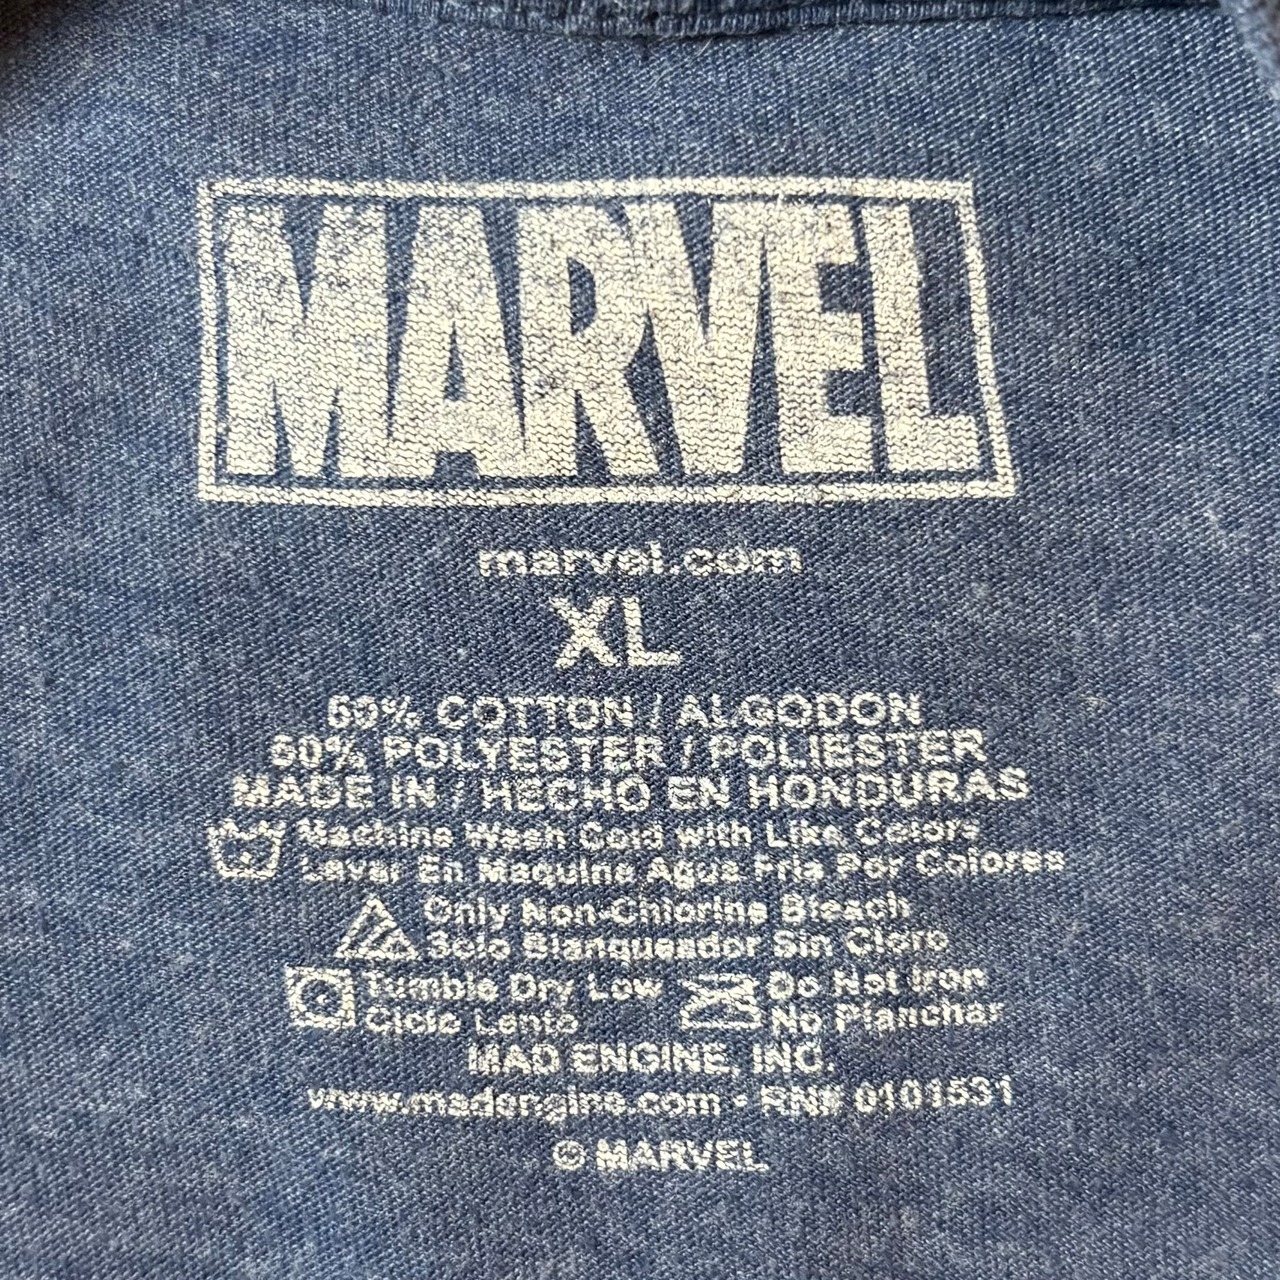 MARVEL
marvel.com
XL
50% COTTON / ALGODON
50% POLYESTER / POLIESTER
MADE IN / HECHO EN HONDURAS
Machine Wash Cold with Like Colors
Lavar En Maquina Agua Fria Por Colores
Only Non-Chlorine Bleach
Solo Blanqueador Sin Cloro
Tumble Dry Low
Ciclo Lento
Do Not Iron
No Planchar
MAD ENGINE, INC.
www.madengine.com • RN# 0101531
© MARVEL